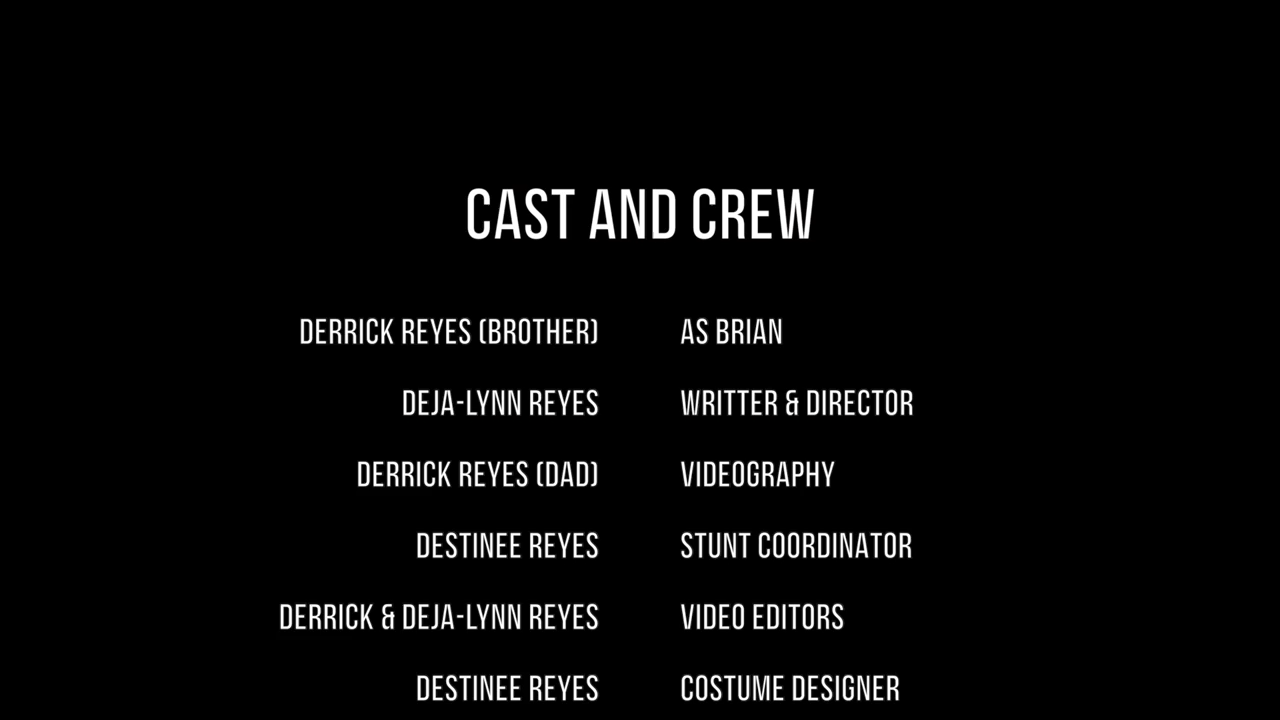 CAST AND CREW
DERRICK REYES (BROTHER) AS BRIAN
DEJA-LYNN REYES WRITTER & DIRECTOR
DERRICK REYES (DAD) VIDEOGRAPHY
DESTINEE REYES STUNT COORDINATOR
DERRICK & DEJA-LYNN REYES VIDEO EDITORS
DESTINEE REYES COSTUME DESIGNER